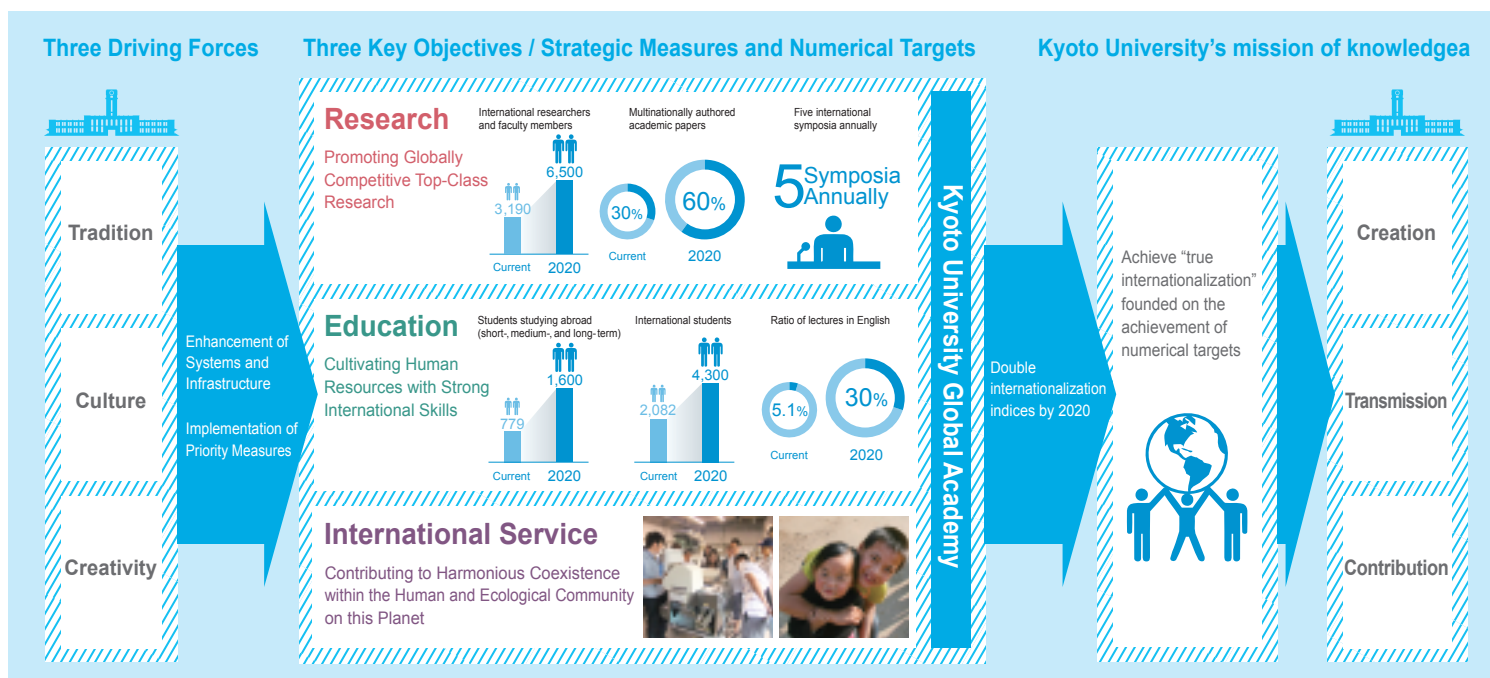 Three Driving Forces
Three Key Objectives / Strategic Measures and Numerical Targets
Kyoto University's mission of knowledgea
Tradition
Culture
Creativity
Enhancement of
Systems and
Infrastructure
Implementation of
Priority Measures
Research
Promoting Globally
Competitive Top-Class
Research
International researchers
and faculty members
3,190
6,500
Current
2020
Multinationally authored
academic papers
30%
60%
Current
2020
Five international
symposia annually
5 Symposia
Annually
Education
Cultivating Human
Resources with Strong
International Skills
Students studying abroad
(short-, medium-, and long-term)
779
1,600
Current
2020
International students
2,082
4,300
Current
2020
Ratio of lectures in English
5.1%
30%
Current
2020
International Service
Contributing to Harmonious Coexistence
within the Human and Ecological Community
on this Planet
Kyoto University Global Academy
Double
internationalization
indices by 2020
Achieve “true
internationalization”
founded on the
achievement of
numerical targets
Creation
Transmission
Contribution